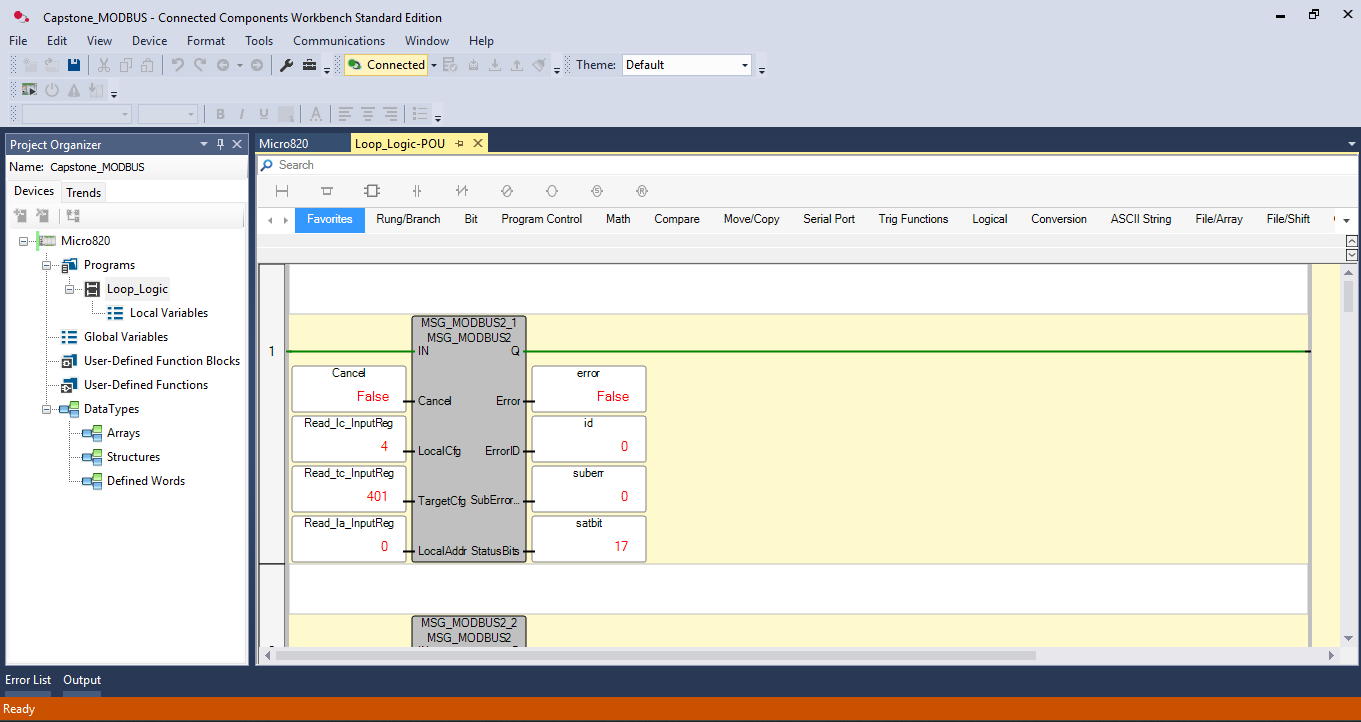 Capstone_MODBUS - Connected Components Workbench Standard Edition
File Edit View Device Format Tools Communications Window Help
Connected Theme: Default
B I U A
Project Organizer
Name: Capstone_MODBUS
Devices Trends
Micro820
Programs
Loop_Logic
Local Variables
Global Variables
User-Defined Function Blocks
User-Defined Functions
DataTypes
Arrays
Structures
Defined Words
Micro820 Loop_Logic-POU
Search
S R
Favorites Rung/Branch Bit Program Control Math Compare Move/Copy Serial Port Trig Functions Logical Conversion ASCII String File/Array File/Shift
MSG_MODBUS2_1
MSG_MODBUS2
1 IN Q
Cancel error
False False
Cancel Error
Read_lc_InputReg id
4 0
LocalCfg ErrorID
Read_tc_InputReg suberr
401 0
TargetCfg SubError...
Read_la_InputReg satbit
0 17
LocalAddr StatusBits
MSG_MODBUS2_2
MSG_MODBUS2
Error List Output
Ready